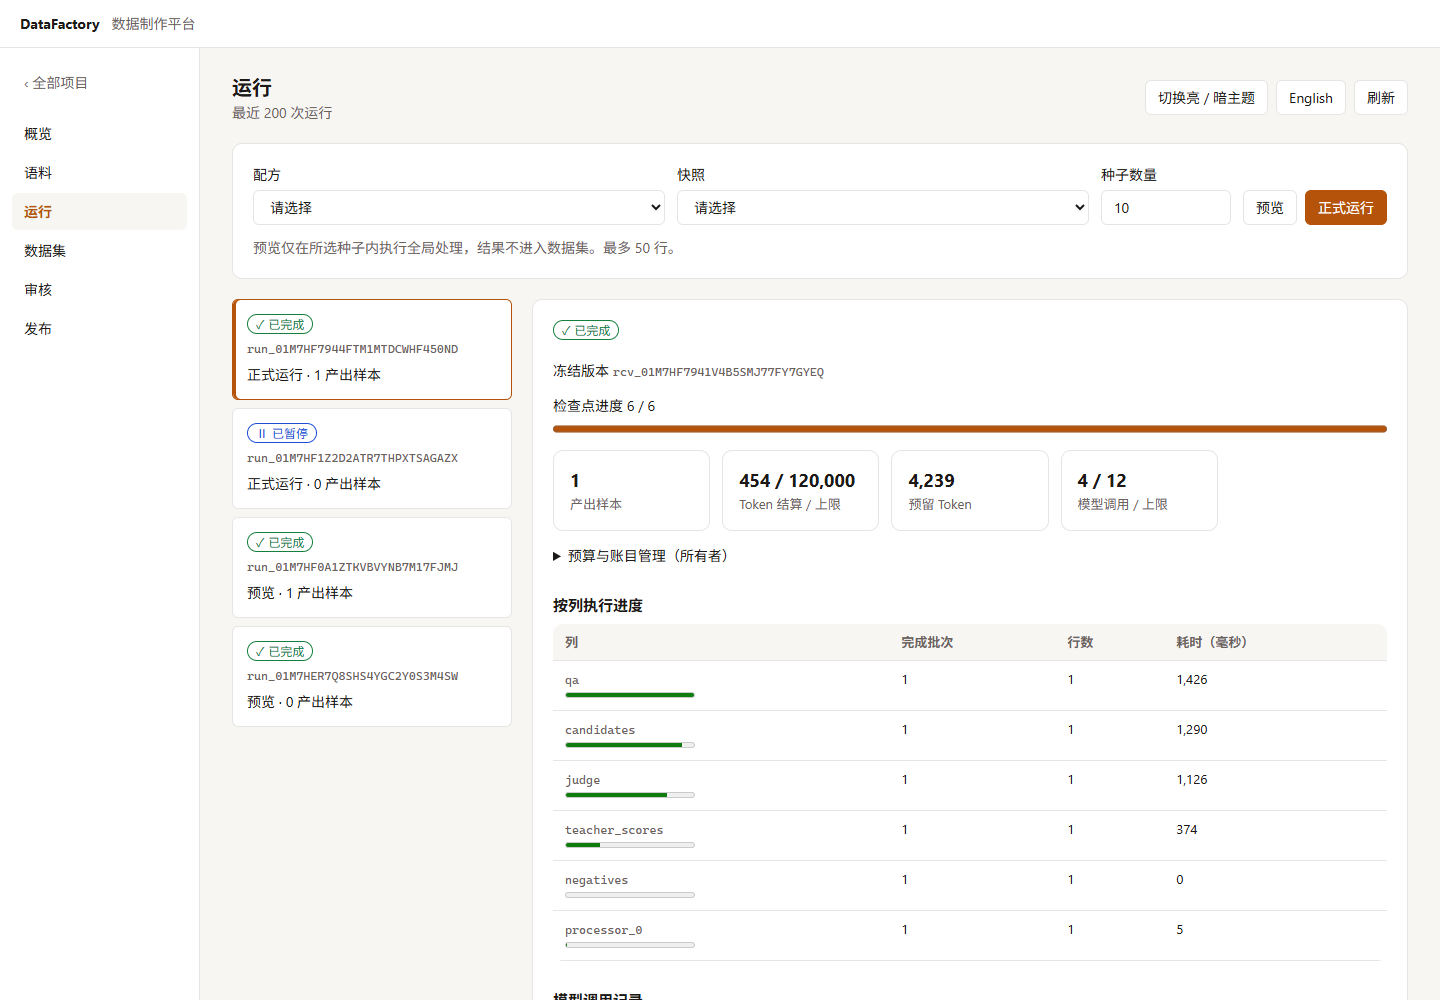 DataFactory 数据制作平台
‹ 全部项目
概览
语料
运行
数据集
审核
发布
运行
最近 200 次运行
切换亮 / 暗主题
English
刷新
配方
快照
种子数量
请选择
请选择
10
预览
正式运行
预览仅在所选种子内执行全局处理，结果不进入数据集。最多 50 行。
✓ 已完成
run_01M7HF7944FTM1MTDCWHF450ND
正式运行 · 1 产出样本
⏸ 已暂停
run_01M7HF1Z2D2ATR7THPXTSAGAZX
正式运行 · 0 产出样本
✓ 已完成
run_01M7HF0A1ZTKVBVYNB7M17FJMJ
预览 · 1 产出样本
✓ 已完成
run_01M7HER7Q8SHS4YGC2Y0S3M4SW
预览 · 0 产出样本
✓ 已完成
冻结版本 rcv_01M7HF7941V4B5SMJ77FY7GYEQ
检查点进度 6 / 6
1
产出样本
454 / 120,000
Token 结算 / 上限
4,239
预留 Token
4 / 12
模型调用 / 上限
▶ 预算与账目管理（所有者）
按列执行进度
列 完成批次 行数 耗时（毫秒）
qa 1 1 1,426
candidates 1 1 1,290
judge 1 1 1,126
teacher_scores 1 1 374
negatives 1 1 0
processor_0 1 1 5
模型调用记录